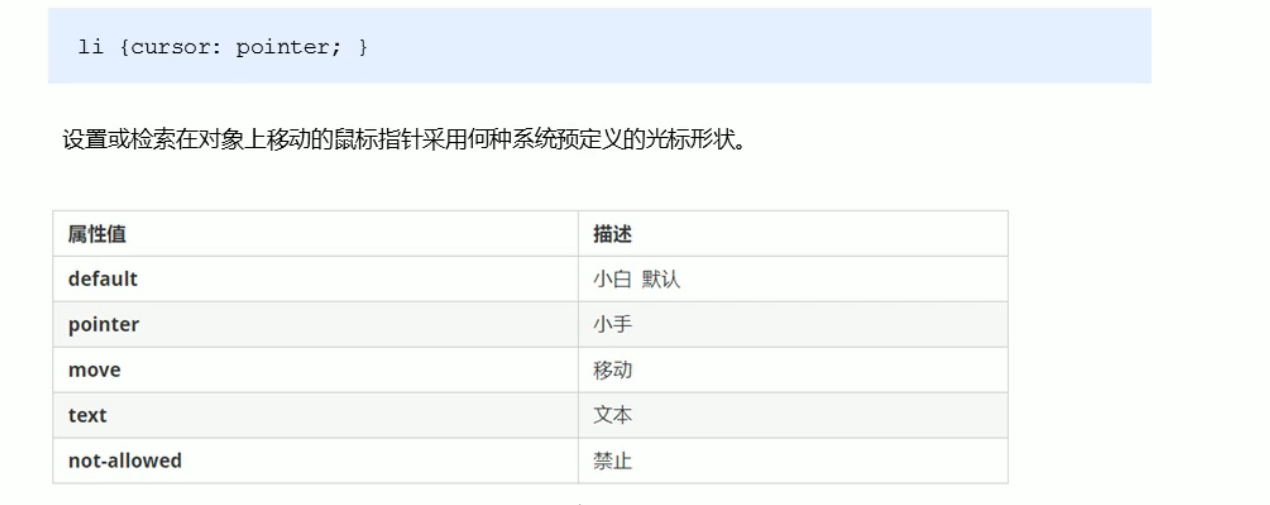 li {cursor: pointer; }
设置或检索在对象上移动的鼠标指针采用何种系统预定义的光标形状。
属性值 描述
default 小白 默认
pointer 小手
move 移动
text 文本
not-allowed 禁止